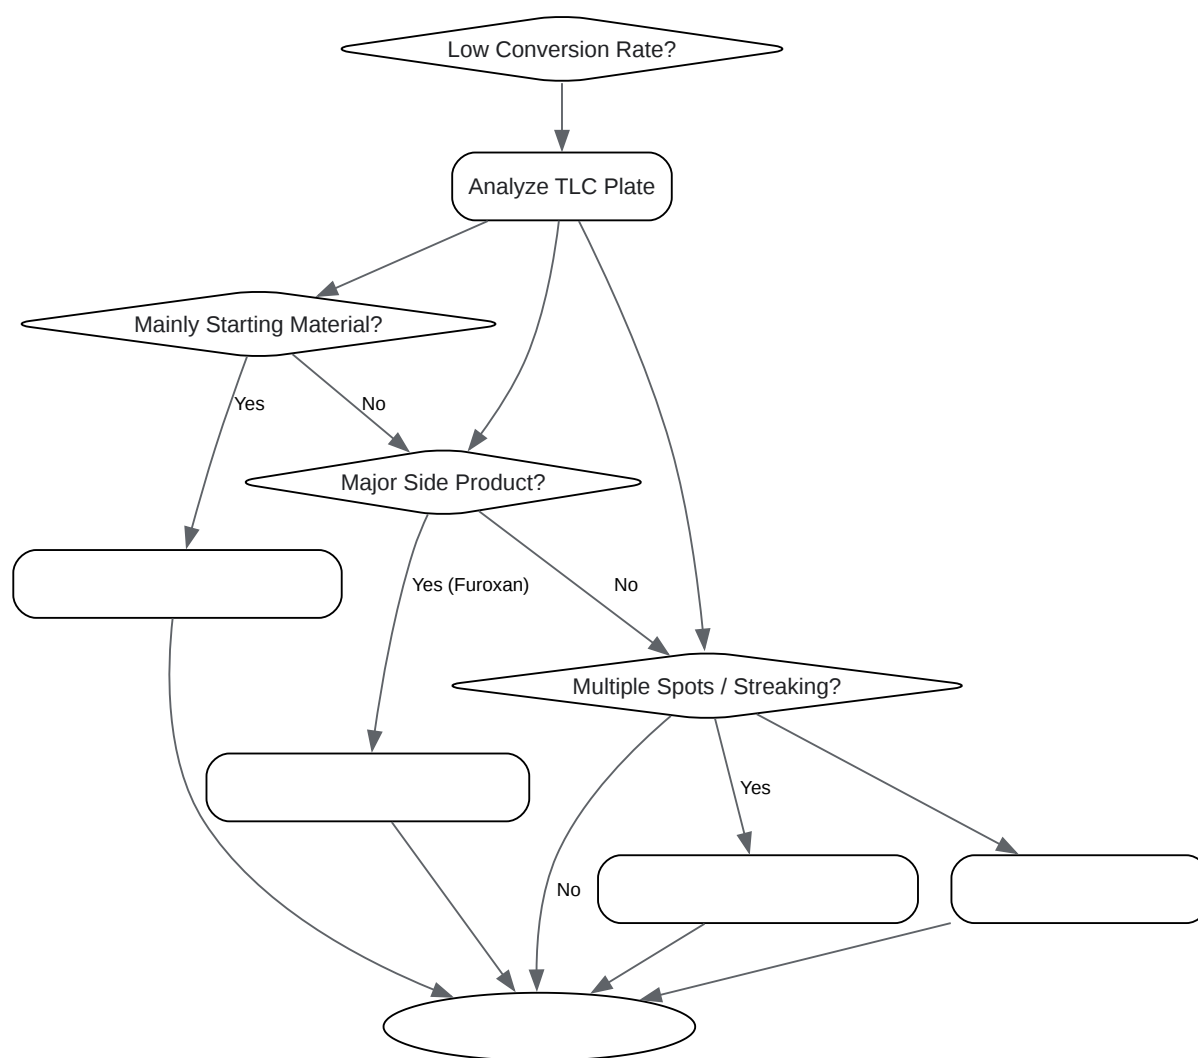 Low Conversion Rate?
Analyze TLC Plate
Mainly Starting Material?
Yes
No
Major Side Product?
Yes (Furoxan)
No
Multiple Spots / Streaking?
Yes
No